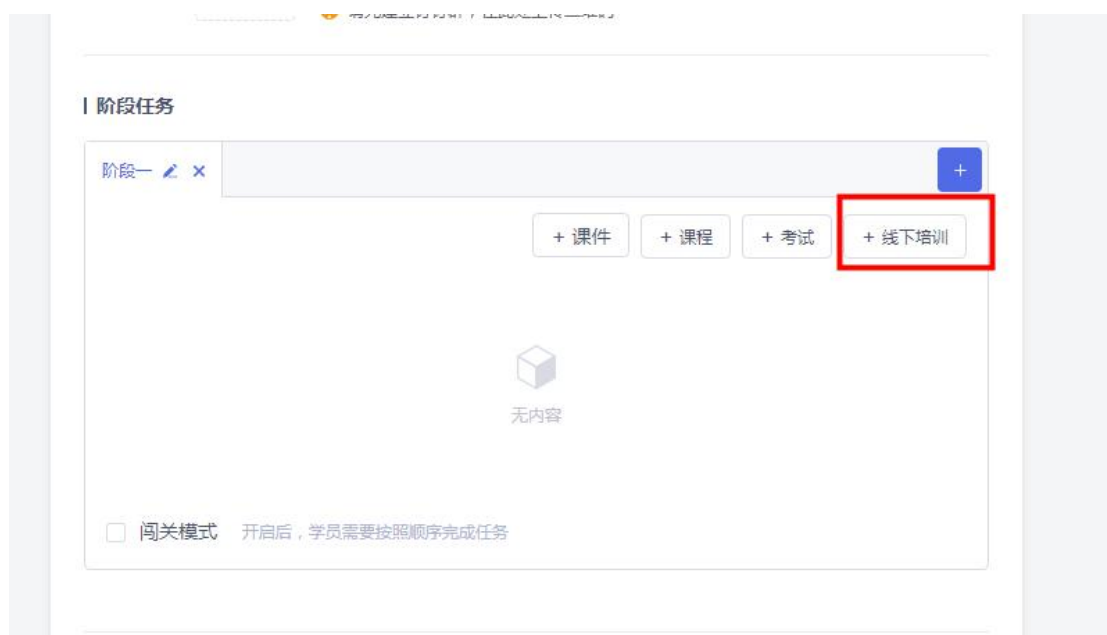 阶段任务
阶段一
+ 课件 + 课程 + 考试 + 线下培训
无内容
闯关模式 开启后，学员需要按照顺序完成任务